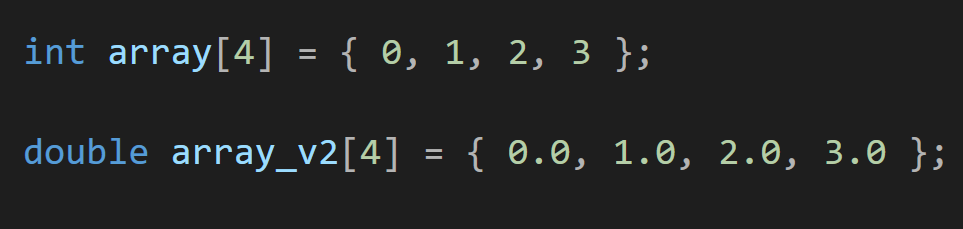 int array[4] = { 0, 1, 2, 3 };
double array_v2[4] = { 0.0, 1.0, 2.0, 3.0 };